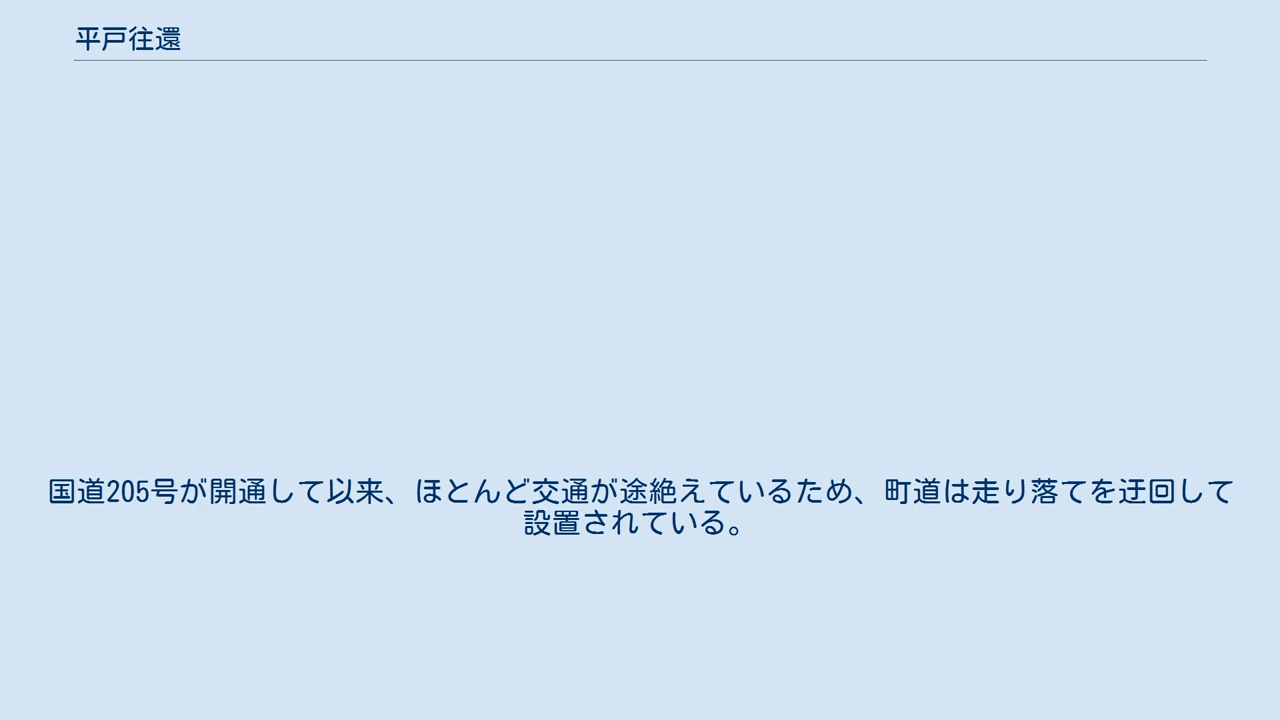 平戸往還
国道205号が開通して以来、ほとんど交通が途絶えているため、町道は走り落てを迂回して
設置されている。